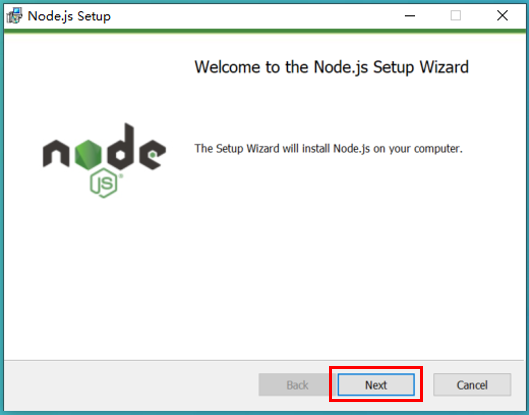 Node.js Setup
Welcome to the Node.js Setup Wizard
The Setup Wizard will install Node.js on your computer.
node
JS
Back
Next
Cancel